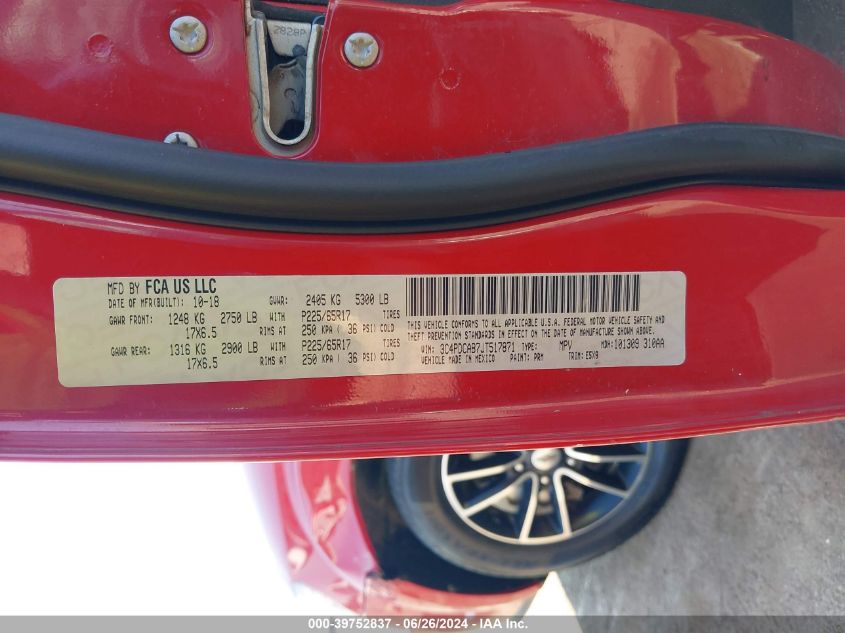 2828P
MFD BY FCA US LLC
DATE OF MFR(BUILT): 10-18 GVWR: 2405 KG 5300 LB
GAWR FRONT: 1248 KG 2750 LB WITH P225/65R17 TIRES
17X6.5 RIMS AT 250 KPA ( 36 PSI) COLD
GAWR REAR: 1316 KG 2900 LB WITH P225/65R17 TIRES
17X6.5 RIMS AT 250 KPA ( 36 PSI) COLD
THIS VEHICLE CONFORMS TO ALL APPLICABLE U.S.A. FEDERAL MOTOR VEHICLE SAFETY AND
THEFT PREVENTION STANDARDS IN EFFECT ON THE DATE OF MANUFACTURE SHOWN ABOVE.
VIN: 3C4PDCAB7JT517871 TYPE: MPV MDH: 101309 310AA
VEHICLE MADE IN MEXICO PAINT: PRM TRIM: E5X9
000-39752837 06/26/2024 IAA Inc.